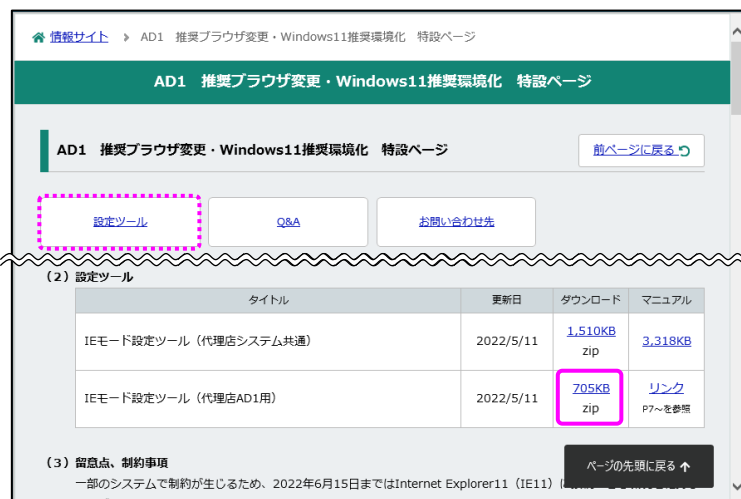 情報サイト > AD1 推奨ブラウザ変更・Windows11推奨環境化 特設ページ
AD1 推奨ブラウザ変更・Windows11推奨環境化 特設ページ
AD1 推奨ブラウザ変更・Windows11推奨環境化 特設ページ
前ページに戻る
設定ツール Q&A お問い合わせ先
(2) 設定ツール
タイトル 更新日 ダウンロード マニュアル
IEモード設定ツール（代理店システム共通） 2022/5/11 1,510KB zip 3,318KB
IEモード設定ツール（代理店AD1用） 2022/5/11 705KB zip リンク P7～を参照
(3) 留意点、制約事項
ページの先頭に戻る
一部のシステムで制約が生じるため、2022年6月15日まではInternet Explorer11（IE11）